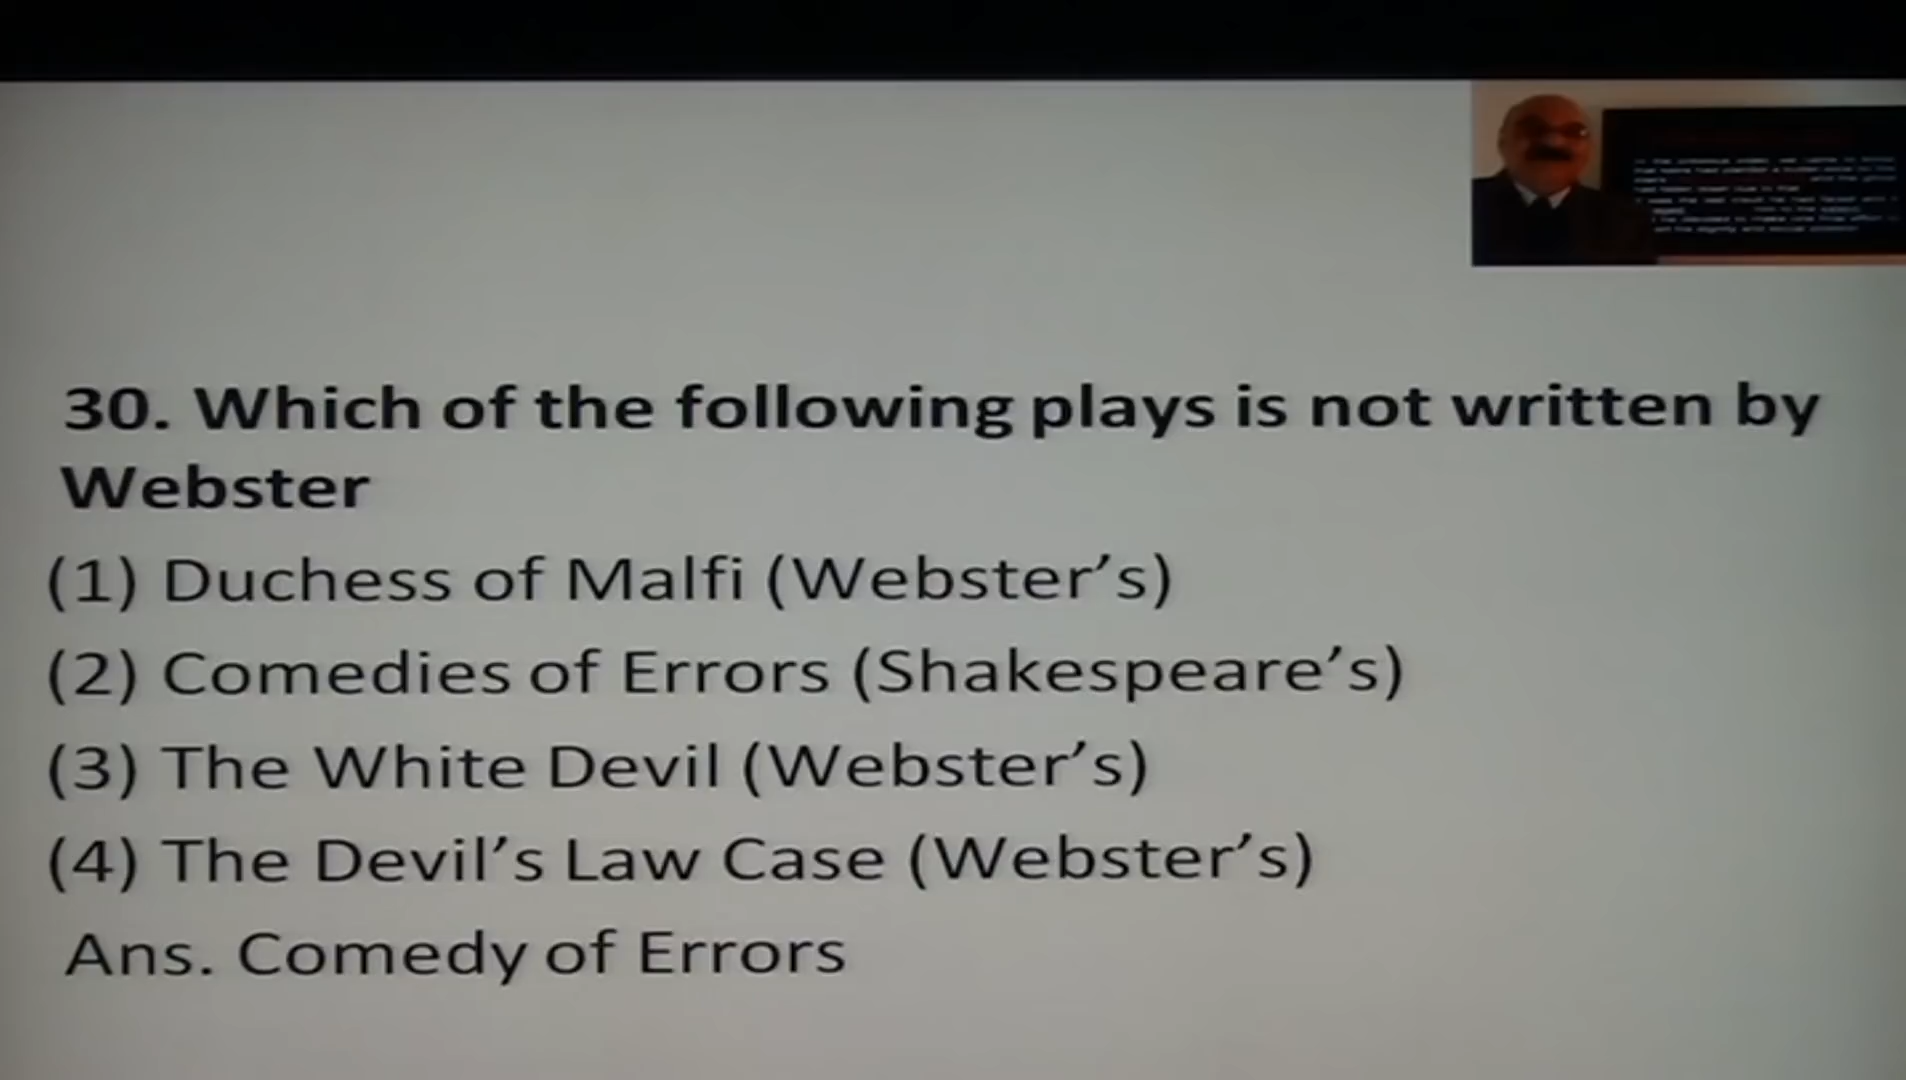 30. Which of the following plays is not written by
Webster
(1) Duchess of Malfi (Webster's)
(2) Comedies of Errors (Shakespeare's)
(3) The White Devil (Webster's)
(4) The Devil's Law Case (Webster's)
Ans. Comedy of Errors